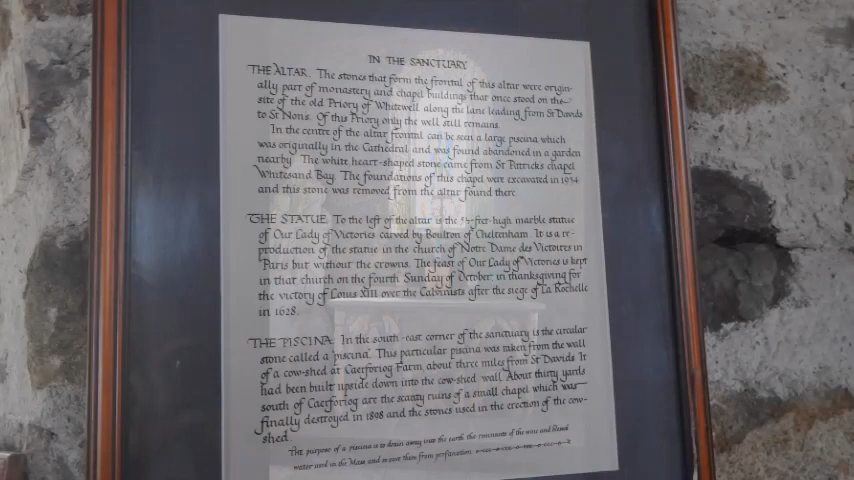 IN THE SANCTUARY
THE ALTAR. The stones that form the frontal of this altar were origin-
ally part of monastery and chapel buildings that once stood on the
site of the old Priory of Whitewell along the lane leading from St Davids
to St Nons. Of this Priory only the well still remains.
In the centre of the altar frontal can be seen a large piscina which
was originally in the Cathedral and was found abandoned in a garden
nearby. The white heart-shaped stone came from St Patricks chapel
Whitesand Bay. The foundations of this chapel were excavated in 1934
and this stone was removed from the altar found there
THE STATUE. To the left of the altar is the 5½-feet-high marble statue
of Our Lady of Victories carved by Boulton of Cheltenham. It is a re-
production of the statue in the church of Notre Dame des Victoires in
Paris but without the crowns. The feast of Our Lady of Victories is kept
in that church on the fourth Sunday of October, in thanksgiving for
the victory of Louis XIII over the Calvinists after the siege of La Rochelle
in 1628.
THE PISCINA. In the south-east corner of the sanctuary is the circular
stone called a 'piscina'. This particular piscina was taken from the wall
of a cow-shed at Caerforiog Farm, about three miles from St Davids. It
had been built upside down into the cow-shed wall. About thirty yards
south of Caerforiog are the scanty ruins of a small chapel which was
finally destroyed in 1808 and the stones used in the erection of the cow-
shed.
The purpose of a piscina is to drain away into the earth the remnants of the wine and blessed
water used in the Mass and so save them from profanation.